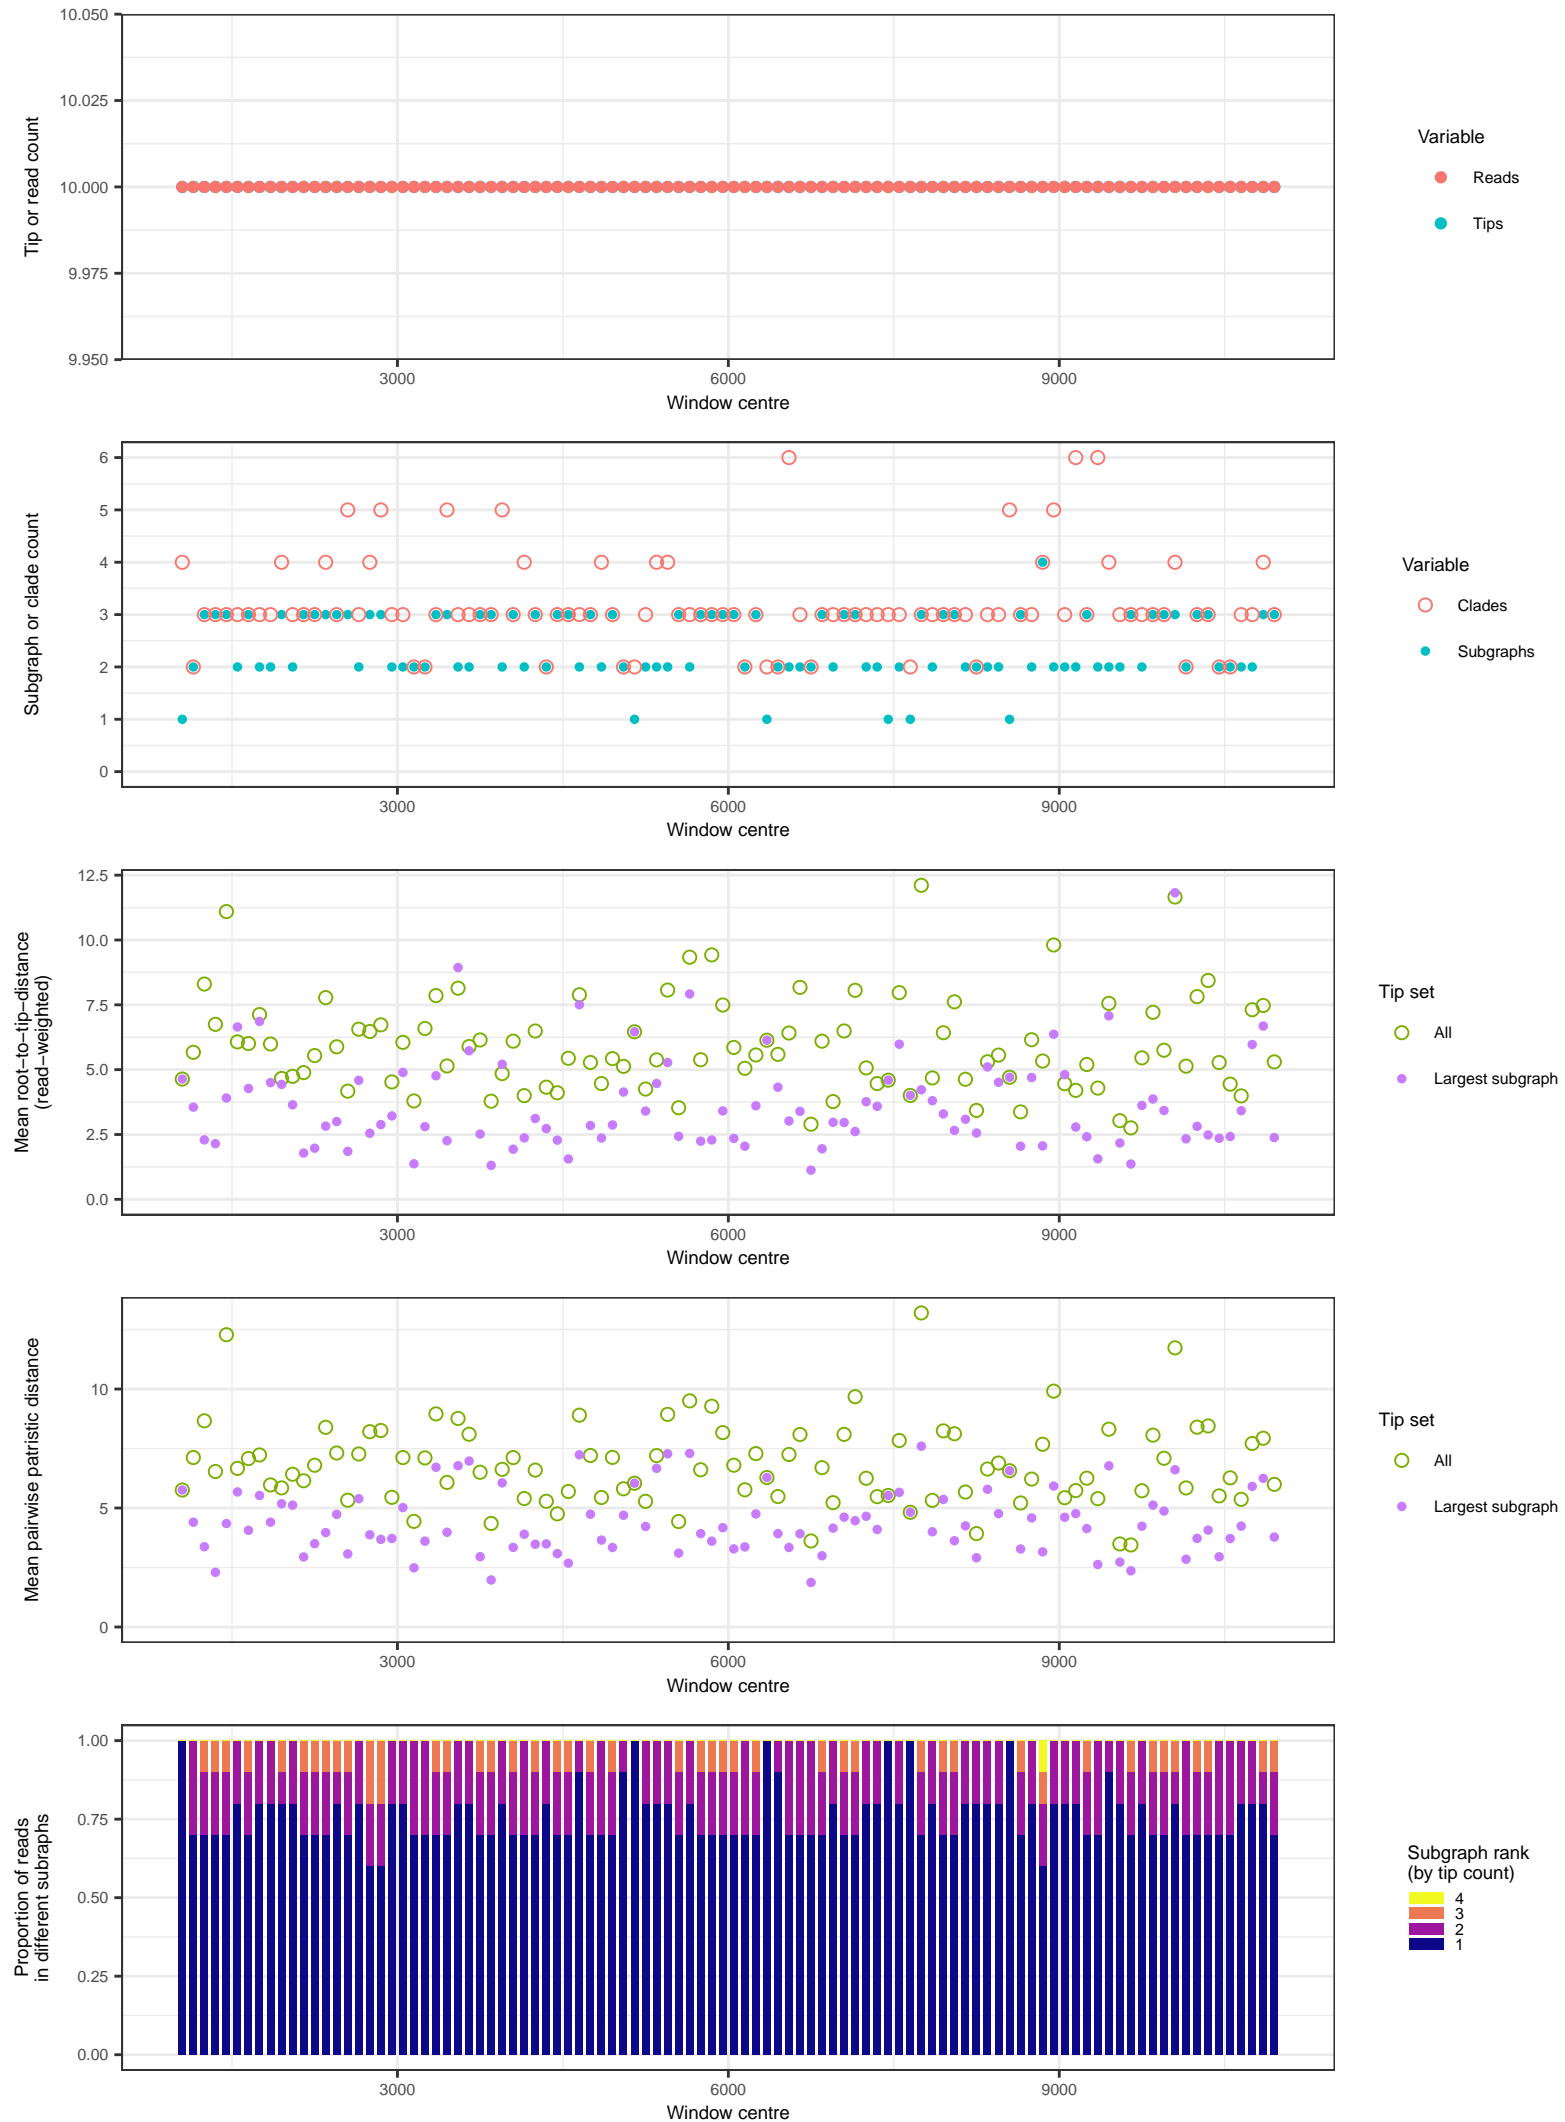 10.050
10.025
10.000
9.975
9.950
Tip or read count
3000 6000 9000
Window centre
Variable
Reads
Tips
6
5
4
3
2
1
0
Subgraph or clade count
3000 6000 9000
Window centre
Variable
Clades
Subgraphs
12.5
10.0
7.5
5.0
2.5
0.0
Mean root−to−tip−distance
(read−weighted)
3000 6000 9000
Window centre
Tip set
All
Largest subgraph
10
5
0
Mean pairwise patristic distance
3000 6000 9000
Window centre
Tip set
All
Largest subgraph
1.00
0.75
0.50
0.25
0.00
Proportion of reads
in different subraphs
3000 6000 9000
Window centre
Subgraph rank
(by tip count)
4
3
2
1